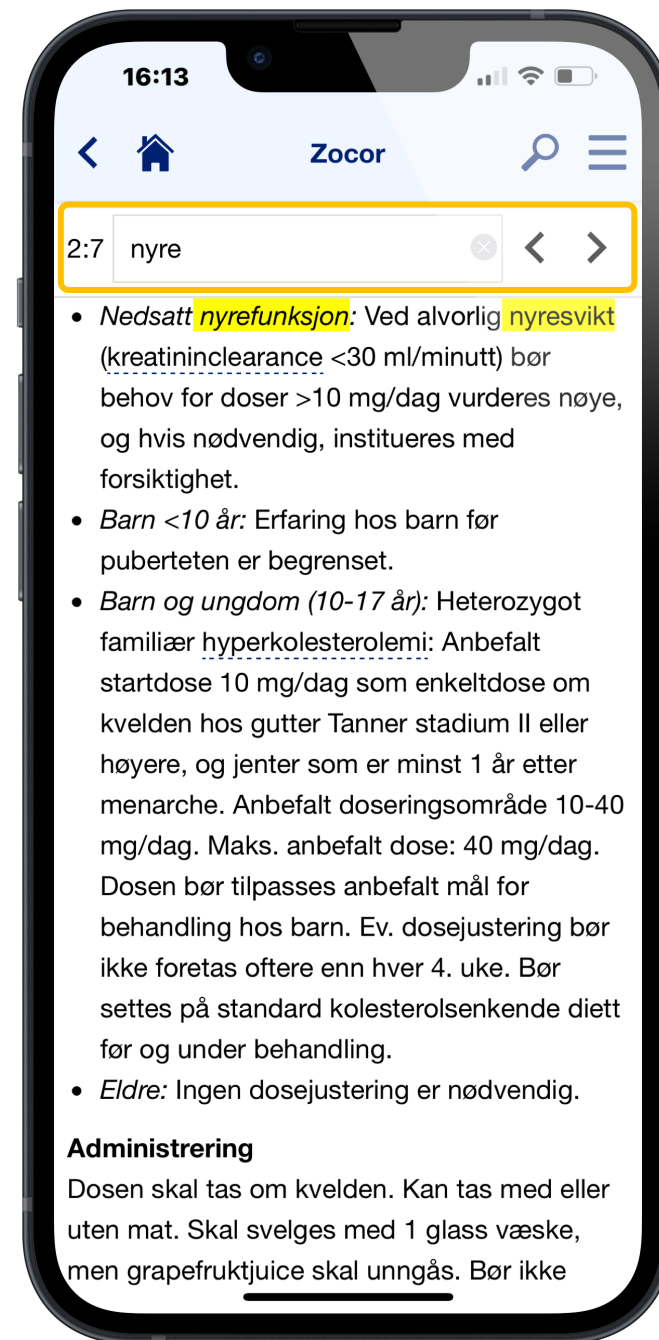 16:13
Zocor
2:7 nyre
• Nedsatt nyrefunksjon: Ved alvorlig nyresvikt
(kreatininclearance <30 ml/minutt) bør
behov for doser >10 mg/dag vurderes nøye,
og hvis nødvendig, institueres med
forsiktighet.
• Barn <10 år: Erfaring hos barn før
puberteten er begrenset.
• Barn og ungdom (10-17 år): Heterozygot
familiær hyperkolesterolemi: Anbefalt
startdose 10 mg/dag som enkeltdose om
kvelden hos gutter Tanner stadium II eller
høyere, og jenter som er minst 1 år etter
menarche. Anbefalt doseringsområde 10-40
mg/dag. Maks. anbefalt dose: 40 mg/dag.
Dosen bør tilpasses anbefalt mål for
behandling hos barn. Ev. dosejustering bør
ikke foretas oftere enn hver 4. uke. Bør
settes på standard kolesterolsenkende diett
før og under behandling.
• Eldre: Ingen dosejustering er nødvendig.
Administrering
Dosen skal tas om kvelden. Kan tas med eller
uten mat. Skal svelges med 1 glass væske,
men grapefruktjuice skal unngås. Bør ikke